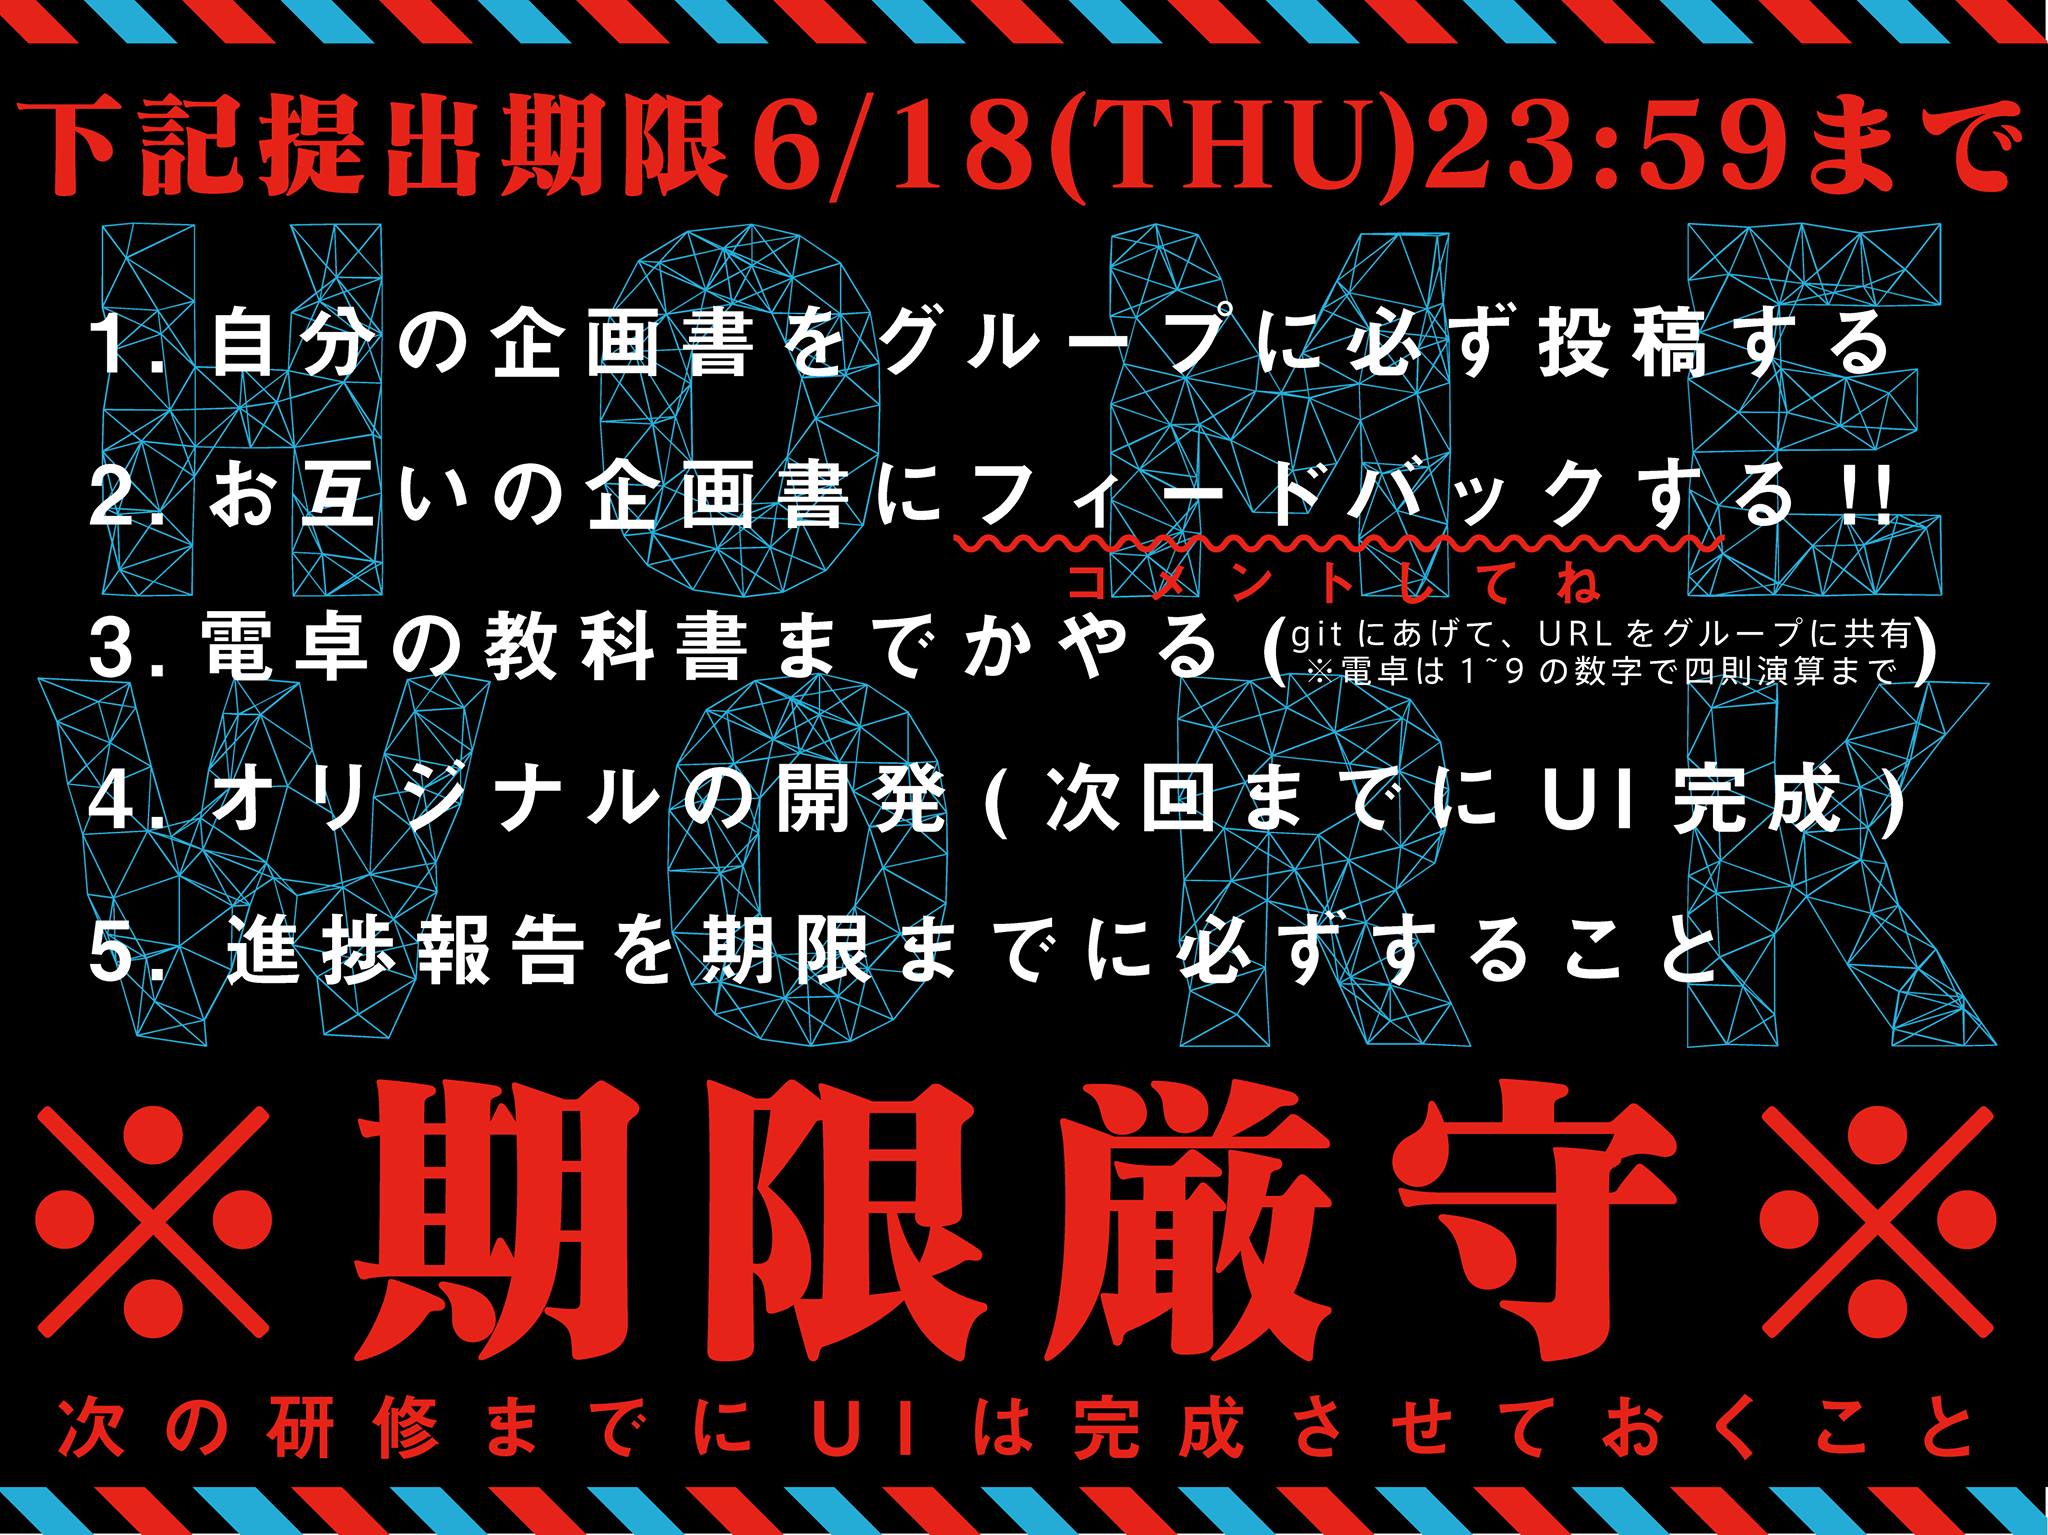 下記提出期限6/18(THU)23:59まで
HOME
1. 自分の企画書をグループに必ず投稿する
2. お互いの企画書にフィードバックする!!
コメントしてね
3. 電卓の教科書までかやる (gitにあげて、URLをグループに共有
※電卓は1~9の数字で四則演算まで)
WORK
4. オリジナルの開発(次回までにUI完成)
5. 進捗報告を期限までに必ずすること
※期限厳守※
次の研修までにUIは完成させておくこと